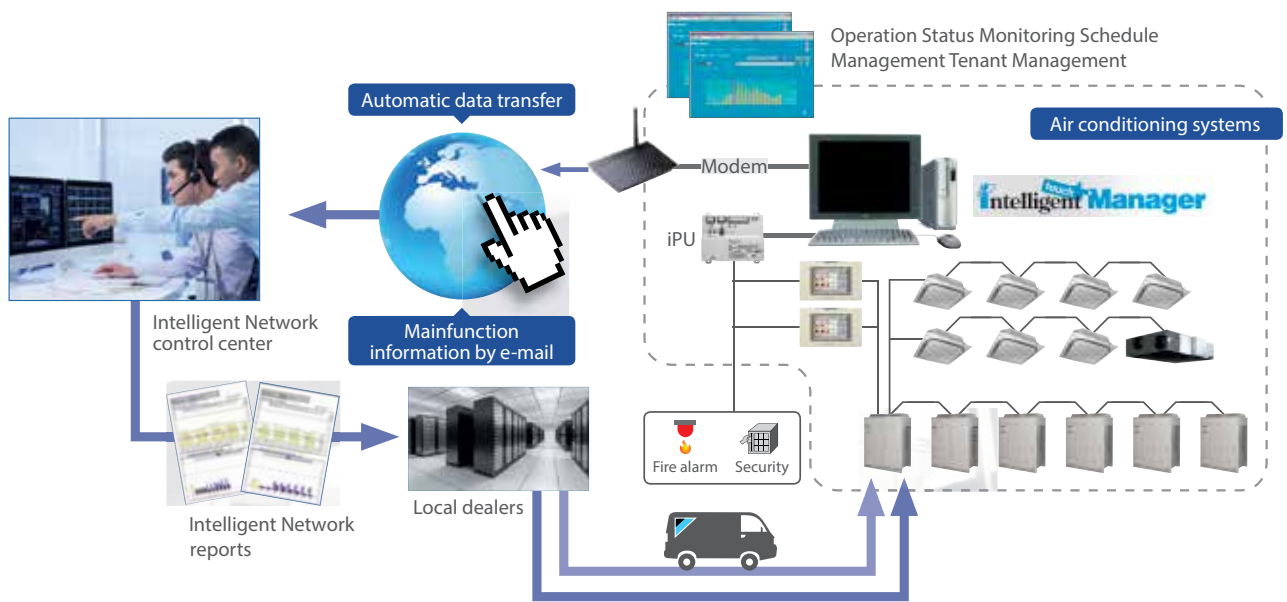 Operation Status Monitoring Schedule
Management Tenant Management
Automatic data transfer
Air conditioning systems
Modem
touch
intelligent Manager
iPU
Intelligent Network
control center
Mainfunction
information by e-mail
Fire alarm
Security
Local dealers
Intelligent Network
reports